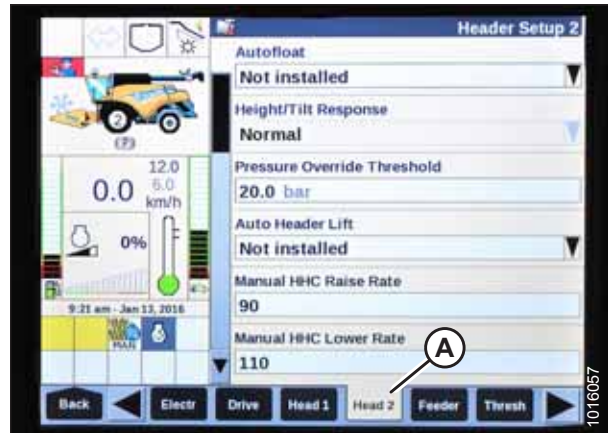 Header Setup 2
Autofloat
Not installed
Height/Tilt Response
Normal
Pressure Override Threshold
20.0 bar
Auto Header Lift
Not installed
Manual HHC Raise Rate
90
Manual HHC Lower Rate
110
2
(P)
12.0
6.0
0.0 km/h
0%
9:21 am - Jan 13, 2016
MAN
A
Back
Electr
Drive
Head 1
Head 2
Feeder
Thresh
1016057